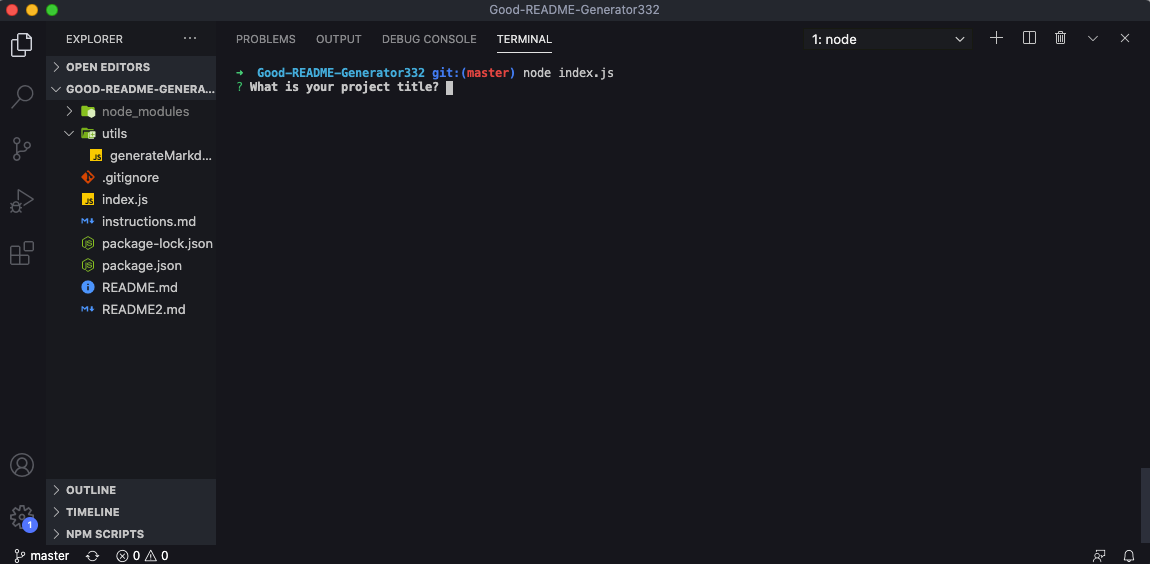 Good-README-Generator332
EXPLORER
PROBLEMS OUTPUT DEBUG CONSOLE TERMINAL 1: node
OPEN EDITORS
GOOD-README-GENERA...
node_modules
utils
generateMarkd...
.gitignore
index.js
instructions.md
package-lock.json
package.json
README.md
README2.md
➜ Good-README-Generator332 git:(master) node index.js
? What is your project title?
OUTLINE
TIMELINE
NPM SCRIPTS
1
master 0 0